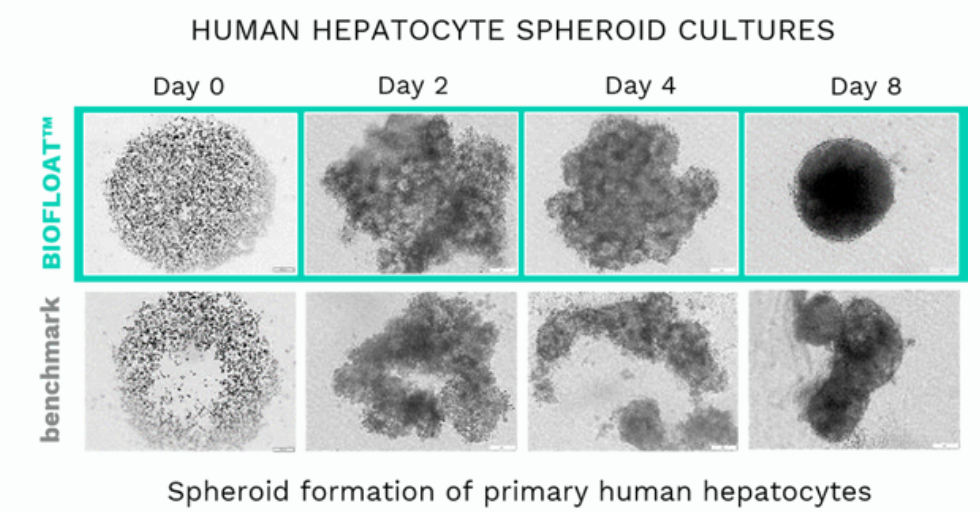 HUMAN HEPATOCYTE SPHEROID CULTURES
Day 0 Day 2 Day 4 Day 8
BIOFLOAT™
benchmark
Spheroid formation of primary human hepatocytes